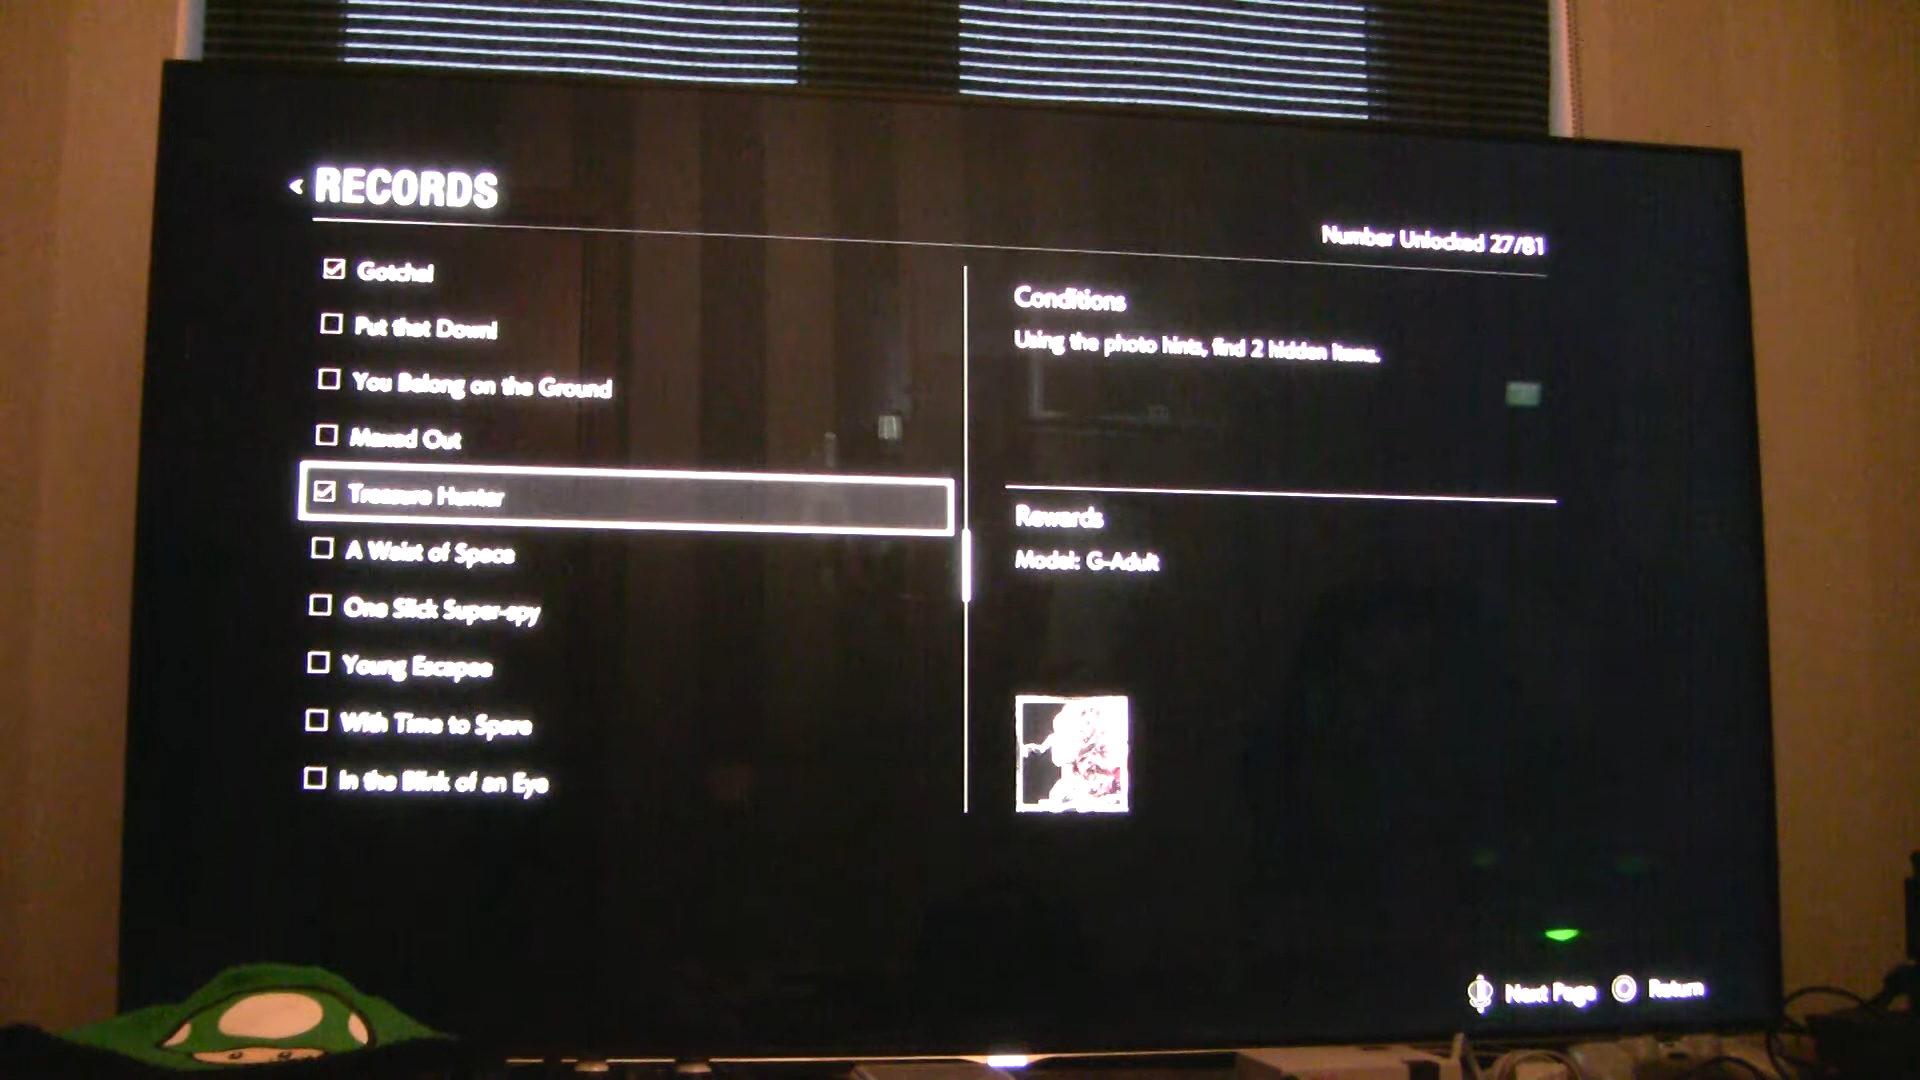 < RECORDS
Number Unlocked 27/81
Gotcha!
Put that Down!
You Belong on the Ground
Maxed Out
Treasure Hunter
A Waist of Space
One Slick Super-spy
Young Escapee
With Time to Spare
In the Blink of an Eye
Conditions
Using the photo hints, find 2 hidden items.
Rewards
Model: G-Adult
Next Page
Return